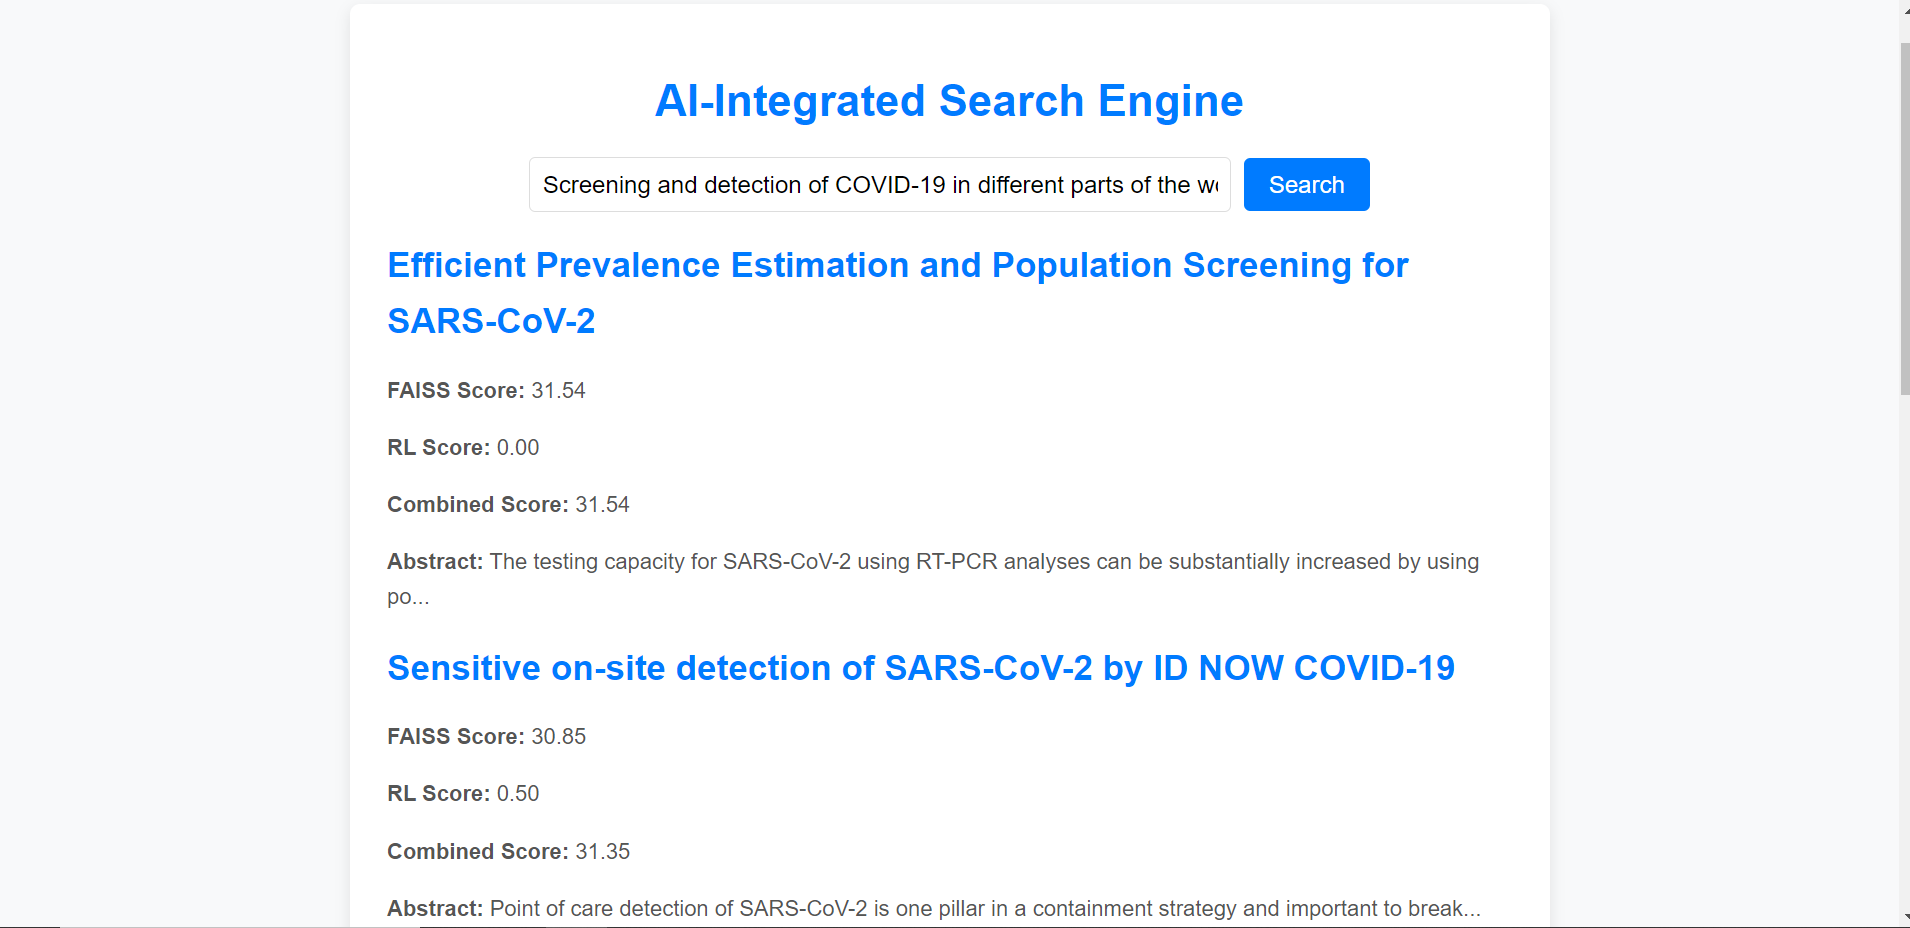 AI-Integrated Search Engine
Screening and detection of COVID-19 in different parts of the
Search
Efficient Prevalence Estimation and Population Screening for
SARS-CoV-2
FAISS Score: 31.54
RL Score: 0.00
Combined Score: 31.54
Abstract: The testing capacity for SARS-CoV-2 using RT-PCR analyses can be substantially increased by using
po...
Sensitive on-site detection of SARS-CoV-2 by ID NOW COVID-19
FAISS Score: 30.85
RL Score: 0.50
Combined Score: 31.35
Abstract: Point of care detection of SARS-CoV-2 is one pillar in a containment strategy and important to break...